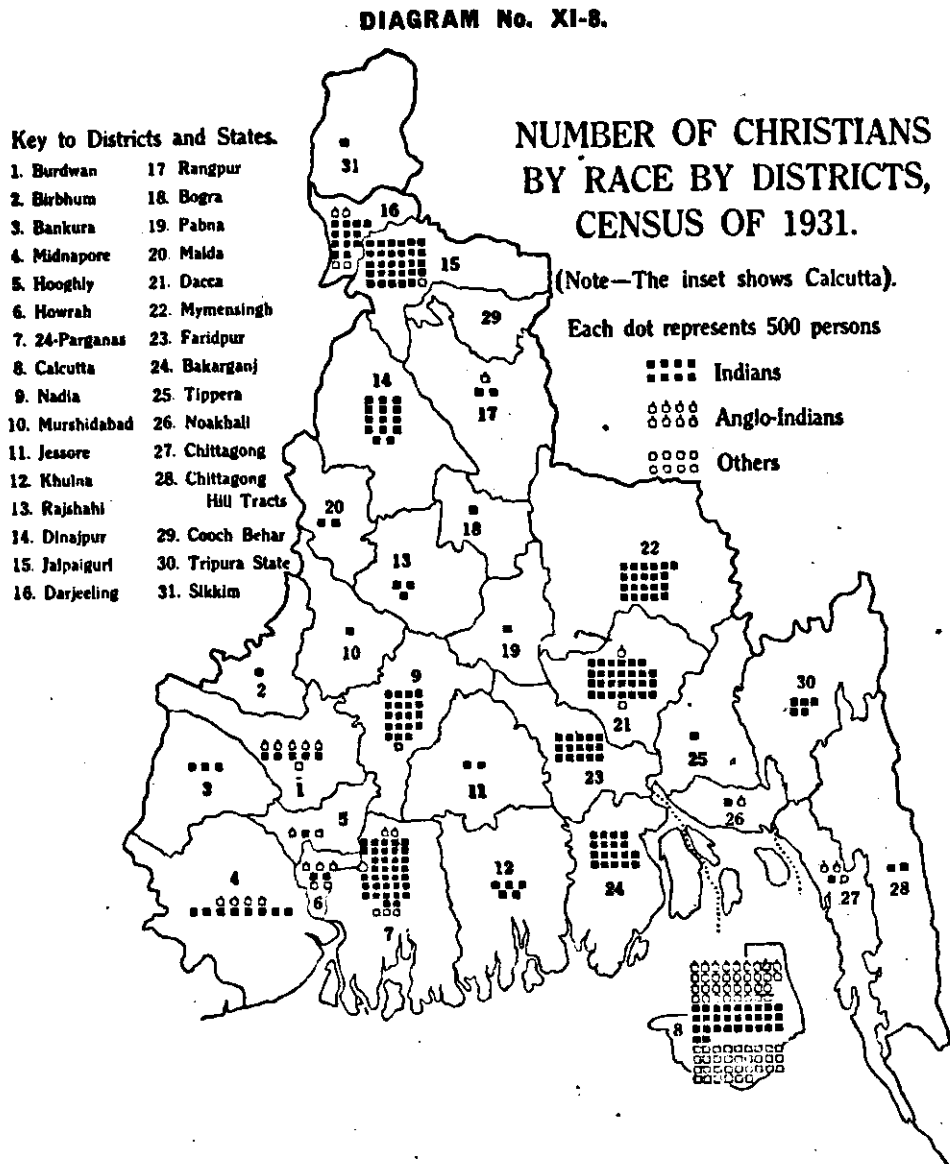 DIAGRAM No. XI-8.
Key to Districts and States.
1. Burdwan
2. Birbhum
3. Bankura
4. Midnapore
5. Hooghly
6. Howrah
7. 24-Parganas
8. Calcutta
9. Nadia
10. Murshidabad
11. Jessore
12. Khulna
13. Rajshahi
14. Dinajpur
15. Jalpaiguri
16. Darjeeling
17 Rangpur
18. Bogra
19. Pabna
20. Malda
21. Dacca
22. Mymensingh
23. Faridpur
24. Bakarganj
25. Tippera
26. Noakhali
27. Chittagong
28. Chittagong
Hill Tracts
29. Cooch Behar
30. Tripura State
31. Sikkim
NUMBER OF CHRISTIANS
BY RACE BY DISTRICTS,
CENSUS OF 1931.
(Note—The inset shows Calcutta).
Each dot represents 500 persons
Indians
Anglo-Indians
Others
31
16
15
29
14
17
20
18
13
22
10
19
2
9
21
30
3
1
11
23
25
5
26
4
6
7
12
24
27
28
8